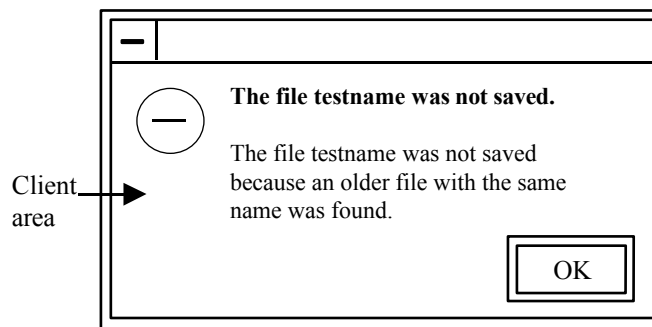 The file testname was not saved.
The file testname was not saved
because an older file with the same
name was found.
Client
area
OK